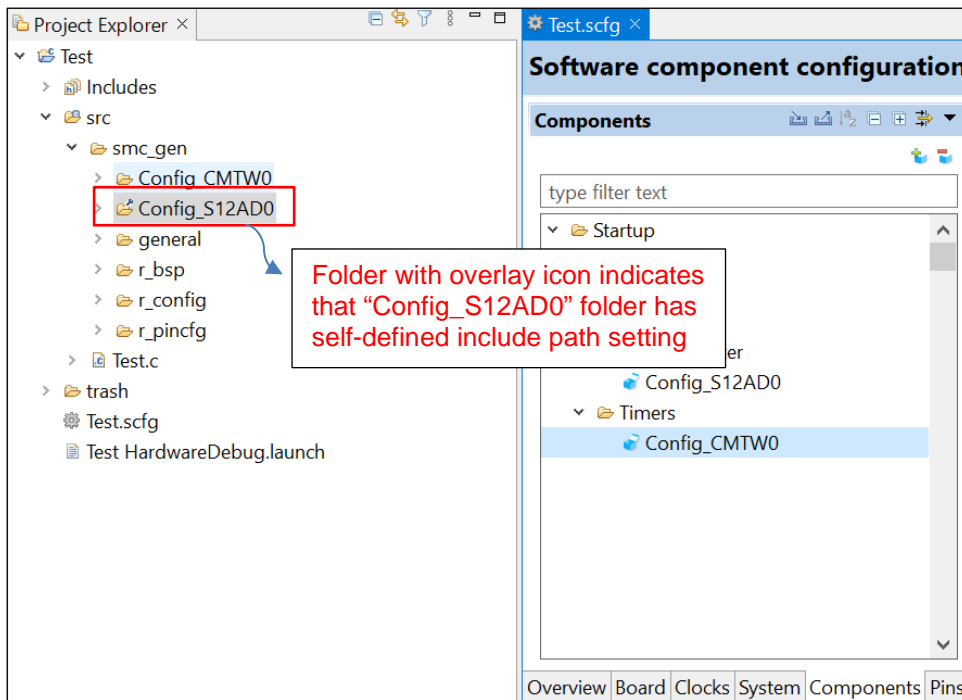 Project Explorer ×
Test
Includes
src
smc_gen
Config_CMTW0
Config_S12AD0
general
r_bsp
r_config
r_pincfg
Test.c
trash
Test.scfg
Test HardwareDebug.launch
Folder with overlay icon indicates
that “Config_S12AD0” folder has
self-defined include path setting
Test.scfg ×
Software component configuration
Components
type filter text
Startup
er
Config_S12AD0
Timers
Config_CMTW0
Overview Board Clocks System Components Pins